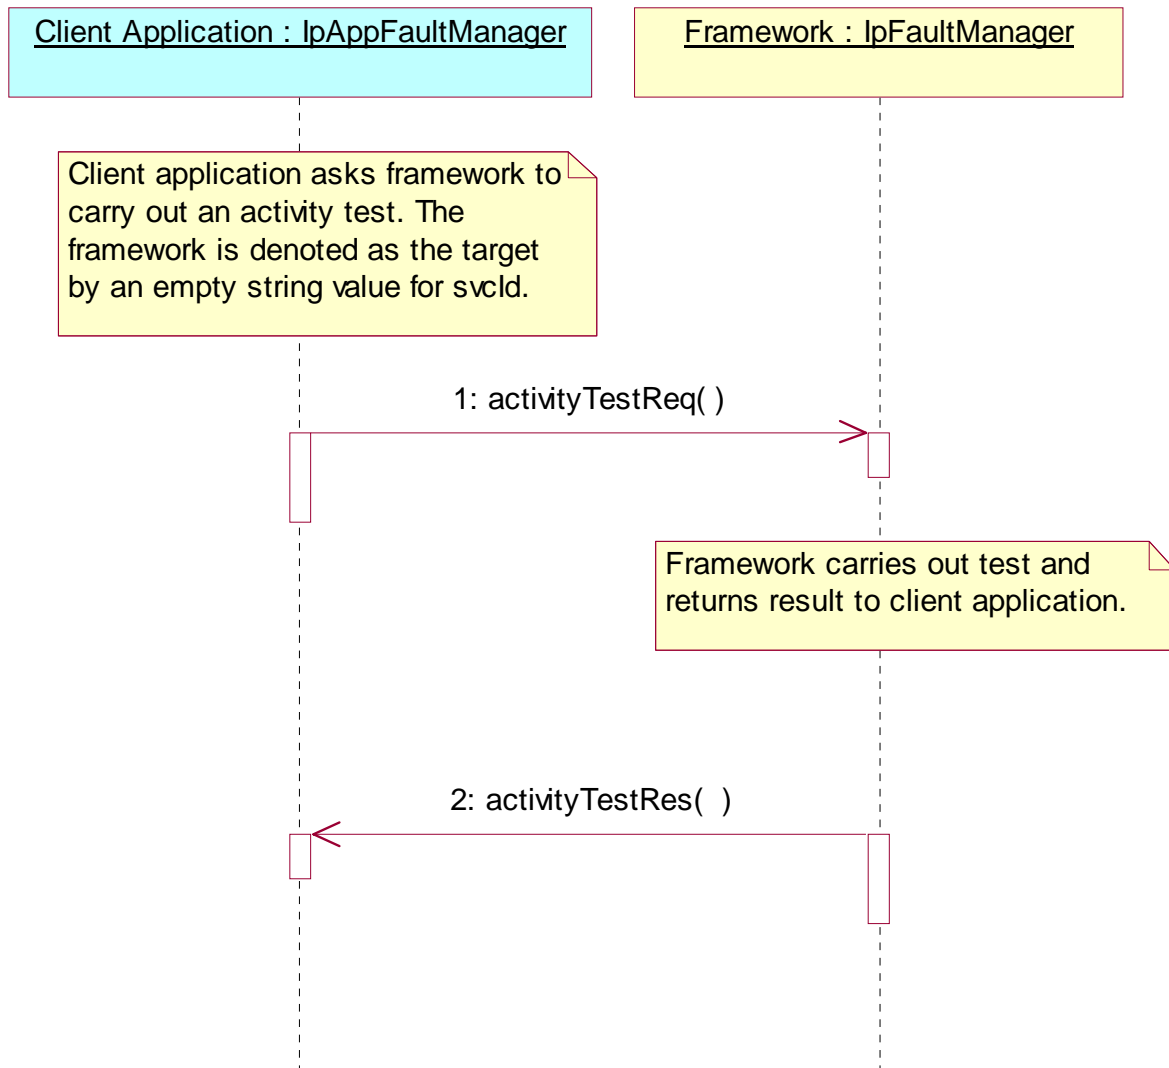 Client Application : IpAppFaultManager
Framework : IpFaultManager
Client application asks framework to
carry out an activity test. The
framework is denoted as the target
by an empty string value for svcId.
1: activityTestReq( )
Framework carries out test and
returns result to client application.
2: activityTestRes(  )